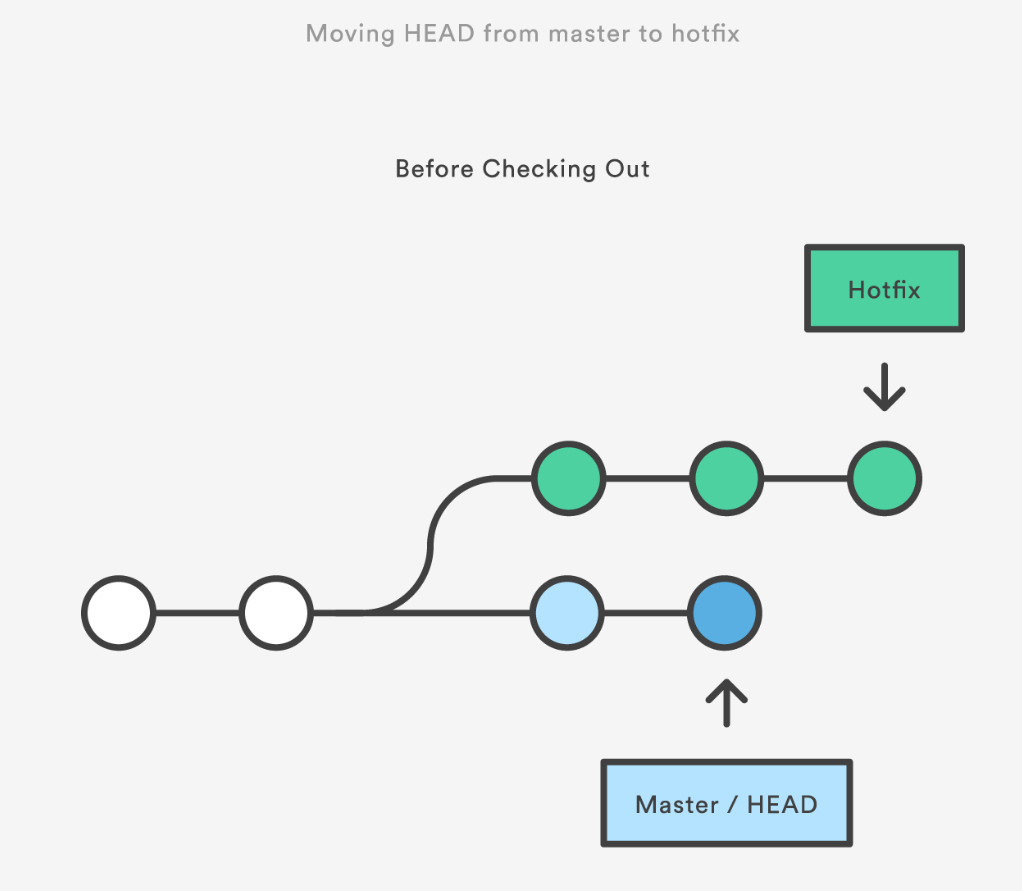 Moving HEAD from master to hotfix
Before Checking Out
Hotfix
Master / HEAD